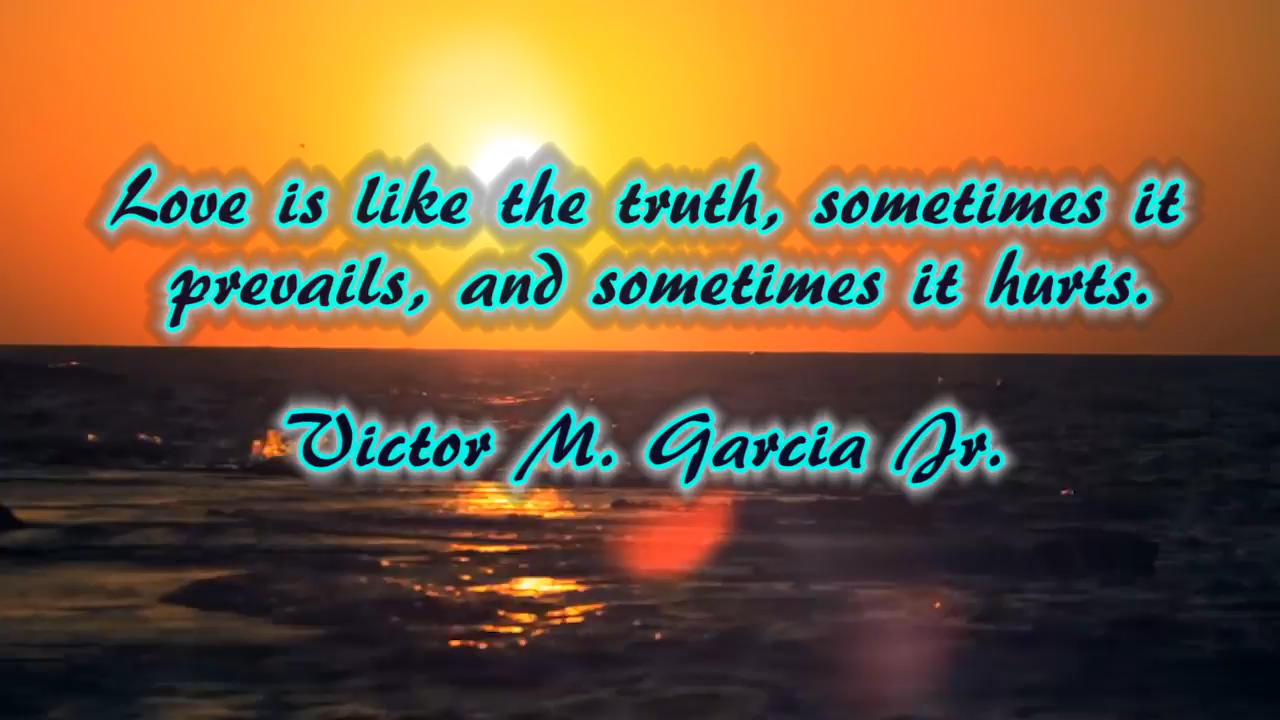 Love is like the truth, sometimes it
prevails, and sometimes it hurts.
Victor M. Garcia Jr.